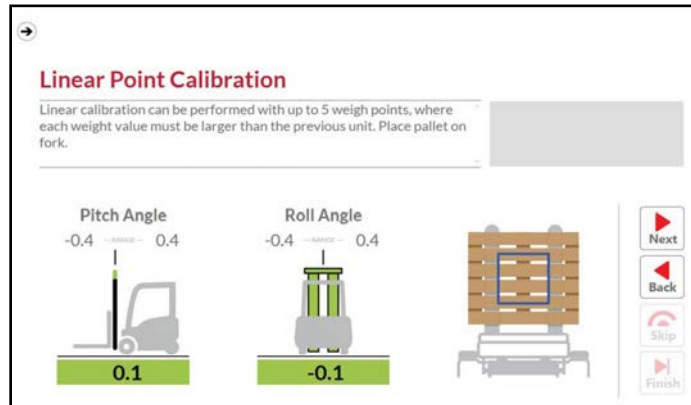 Linear Point Calibration
Linear calibration can be performed with up to 5 weigh points, where
each weight value must be larger than the previous unit. Place pallet on
fork.
Pitch Angle
-0.4 —RANGE— 0.4
0.1
Roll Angle
-0.4 —RANGE— 0.4
-0.1
Next
Back
Skip
Finish